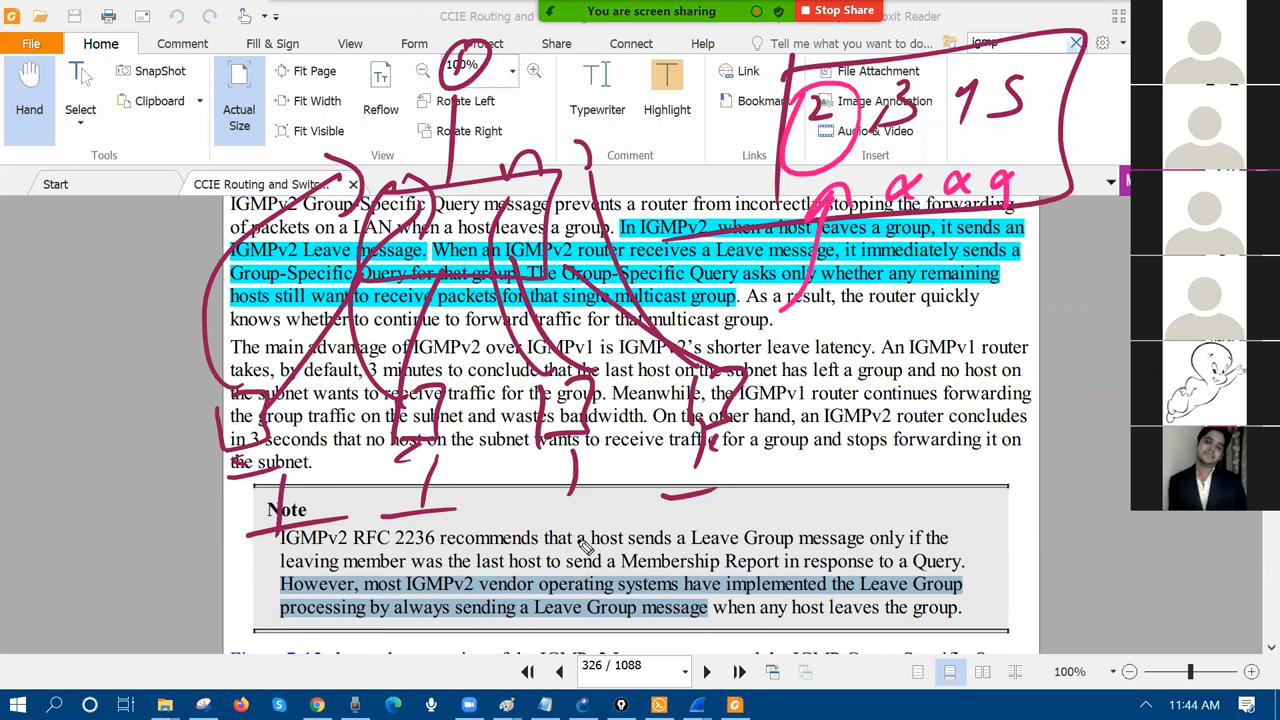 You are screen sharing
Stop Share
CCIE Routing and Switc
oxit Reader
File
Home
Comment
Fill & Sign
View
Form
Protect
Share
Connect
Help
Tell me what you want to do...
igmp
Hand
Select
SnapShot
Clipboard
Actual Size
Fit Page
Fit Width
Fit Visible
Reflow
100%
Rotate Left
Rotate Right
Typewriter
Highlight
Link
Bookmark
File Attachment
Image Annotation
Audio & Video
Tools
View
Comment
Links
Insert
2 , 3 4 5
Start
CCIE Routing and Switc...
IGMPv2 Group-Specific Query message prevents a router from incorrectly stopping the forwarding
of packets on a LAN when a host leaves a group. In IGMPv2, when a host leaves a group, it sends an
IGMPv2 Leave message. When an IGMPv2 router receives a Leave message, it immediately sends a
Group-Specific Query for that group. The Group-Specific Query asks only whether any remaining
hosts still want to receive packets for that single multicast group. As a result, the router quickly
knows whether to continue to forward traffic for that multicast group.
The main advantage of IGMPv2 over IGMPv1 is IGMPv2’s shorter leave latency. An IGMPv1 router
takes, by default, 3 minutes to conclude that the last host on the subnet has left a group and no host on
the subnet wants to receive traffic for the group. Meanwhile, the IGMPv1 router continues forwarding
the group traffic on the subnet and wastes bandwidth. On the other hand, an IGMPv2 router concludes
in 3 seconds that no host on the subnet wants to receive traffic for a group and stops forwarding it on
the subnet.
Note
IGMPv2 RFC 2236 recommends that a host sends a Leave Group message only if the
leaving member was the last host to send a Membership Report in response to a Query.
However, most IGMPv2 vendor operating systems have implemented the Leave Group
processing by always sending a Leave Group message when any host leaves the group.
326 / 1088
100%
11:44 AM